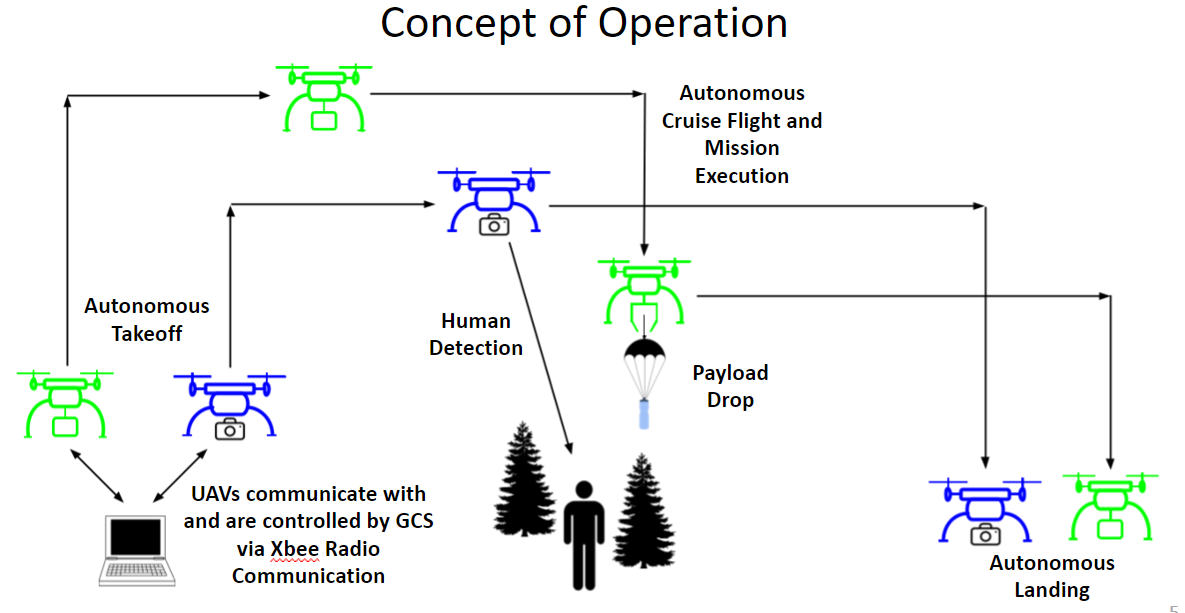 Concept of Operation
Autonomous
Cruise Flight and
Mission
Execution
Autonomous
Takeoff
Human
Detection
Payload
Drop
UAVs communicate with
and are controlled by GCS
via Xbee Radio
Communication
Autonomous
Landing
5